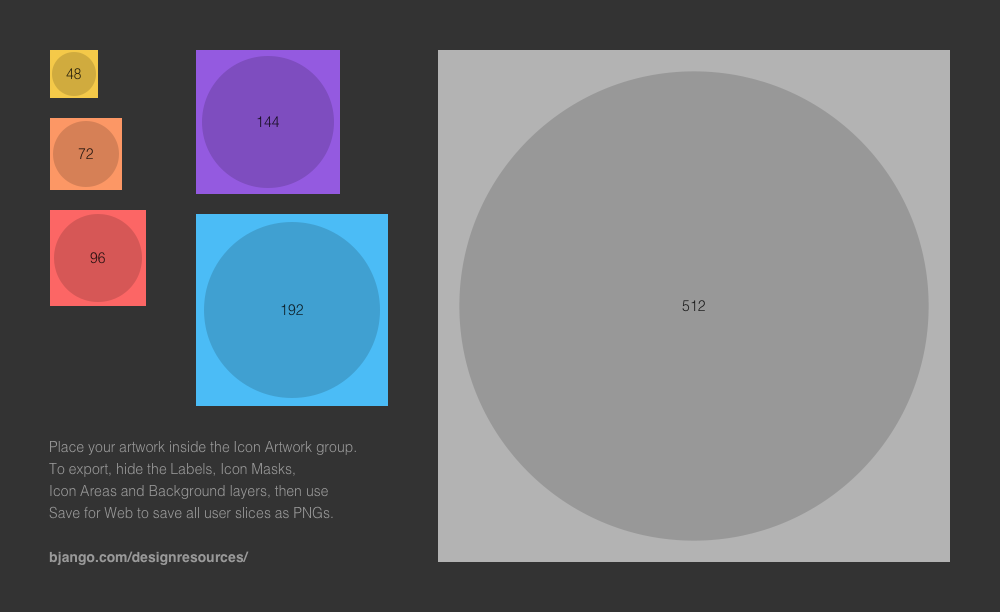 48
72
96
144
192
512
Place your artwork inside the Icon Artwork group.
To export, hide the Labels, Icon Masks,
Icon Areas and Background layers, then use
Save for Web to save all user slices as PNGs.
bjango.com/designresources/